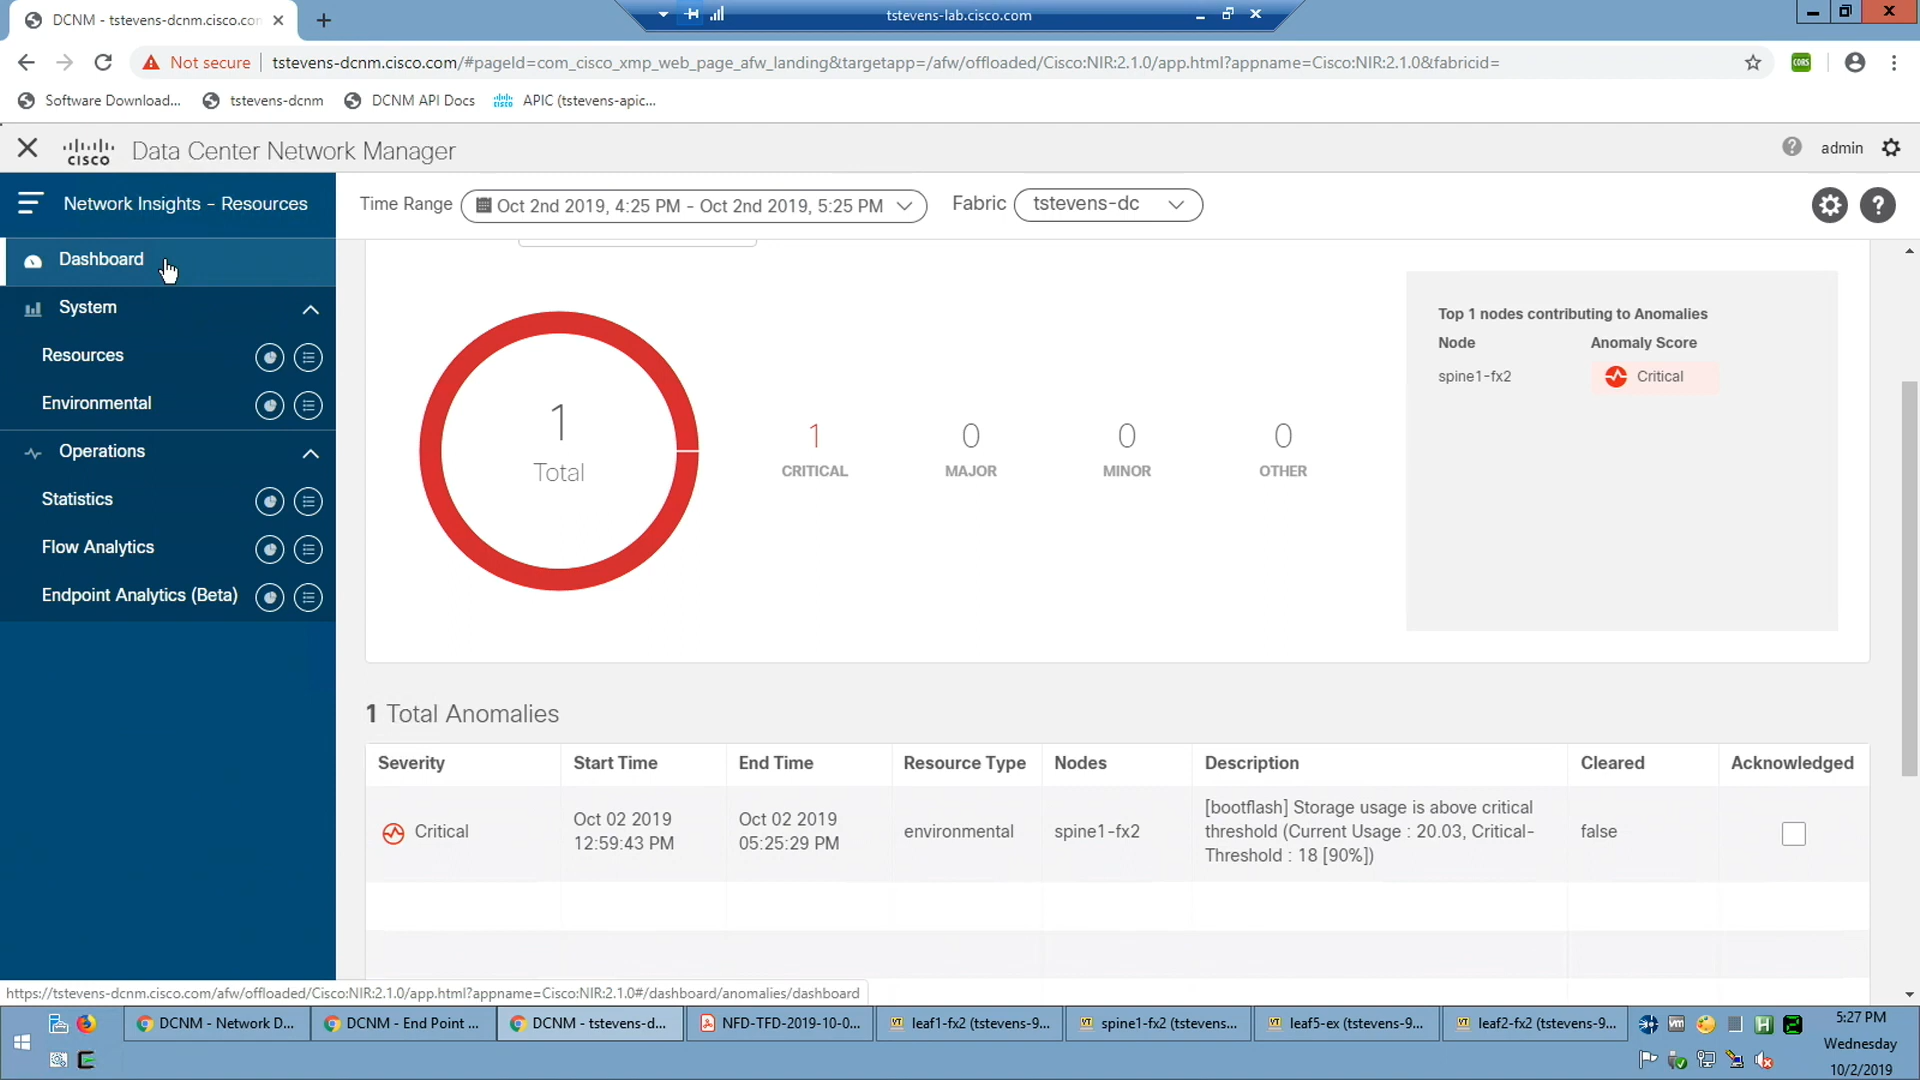 DCNM - tstevens-dcnm.cisco.con
tstevens-lab.cisco.com
Not secure
tstevens-dcnm.cisco.com/#pageId=com_cisco_xmp_web_page_afw_landing&targetapp=/afw/offloaded/Cisco:NIR:2.1.0/app.html?appname=Cisco:NIR:2.1.0&fabricid=
CORS
Software Download...
tstevens-dcnm
DCNM API Docs
APIC (tstevens-apic...
CISCO
Data Center Network Manager
admin
Network Insights - Resources
Time Range
Oct 2nd 2019, 4:25 PM - Oct 2nd 2019, 5:25 PM
Fabric
tstevens-dc
Dashboard
System
Resources
Environmental
Operations
Statistics
Flow Analytics
Endpoint Analytics (Beta)
1
Total
1
CRITICAL
0
MAJOR
0
MINOR
0
OTHER
Top 1 nodes contributing to Anomalies
Node
Anomaly Score
spine1-fx2
Critical
1 Total Anomalies
Severity
Start Time
End Time
Resource Type
Nodes
Description
Cleared
Acknowledged
Critical
Oct 02 2019
12:59:43 PM
Oct 02 2019
05:25:29 PM
environmental
spine1-fx2
[bootflash] Storage usage is above critical
threshold (Current Usage : 20.03, Critical-
Threshold : 18 [90%])
false
https://tstevens-dcnm.cisco.com/afw/offloaded/Cisco:NIR:2.1.0/app.html?appname=Cisco:NIR:2.1.0#/dashboard/anomalies/dashboard
DCNM - Network D...
DCNM - End Point ...
DCNM - tstevens-d...
NFD-TFD-2019-10-0...
leaf1-fx2 (tstevens-9...
spine1-fx2 (tstevens...
leaf5-ex (tstevens-9...
leaf2-fx2 (tstevens-9...
5:27 PM
Wednesday
10/2/2019